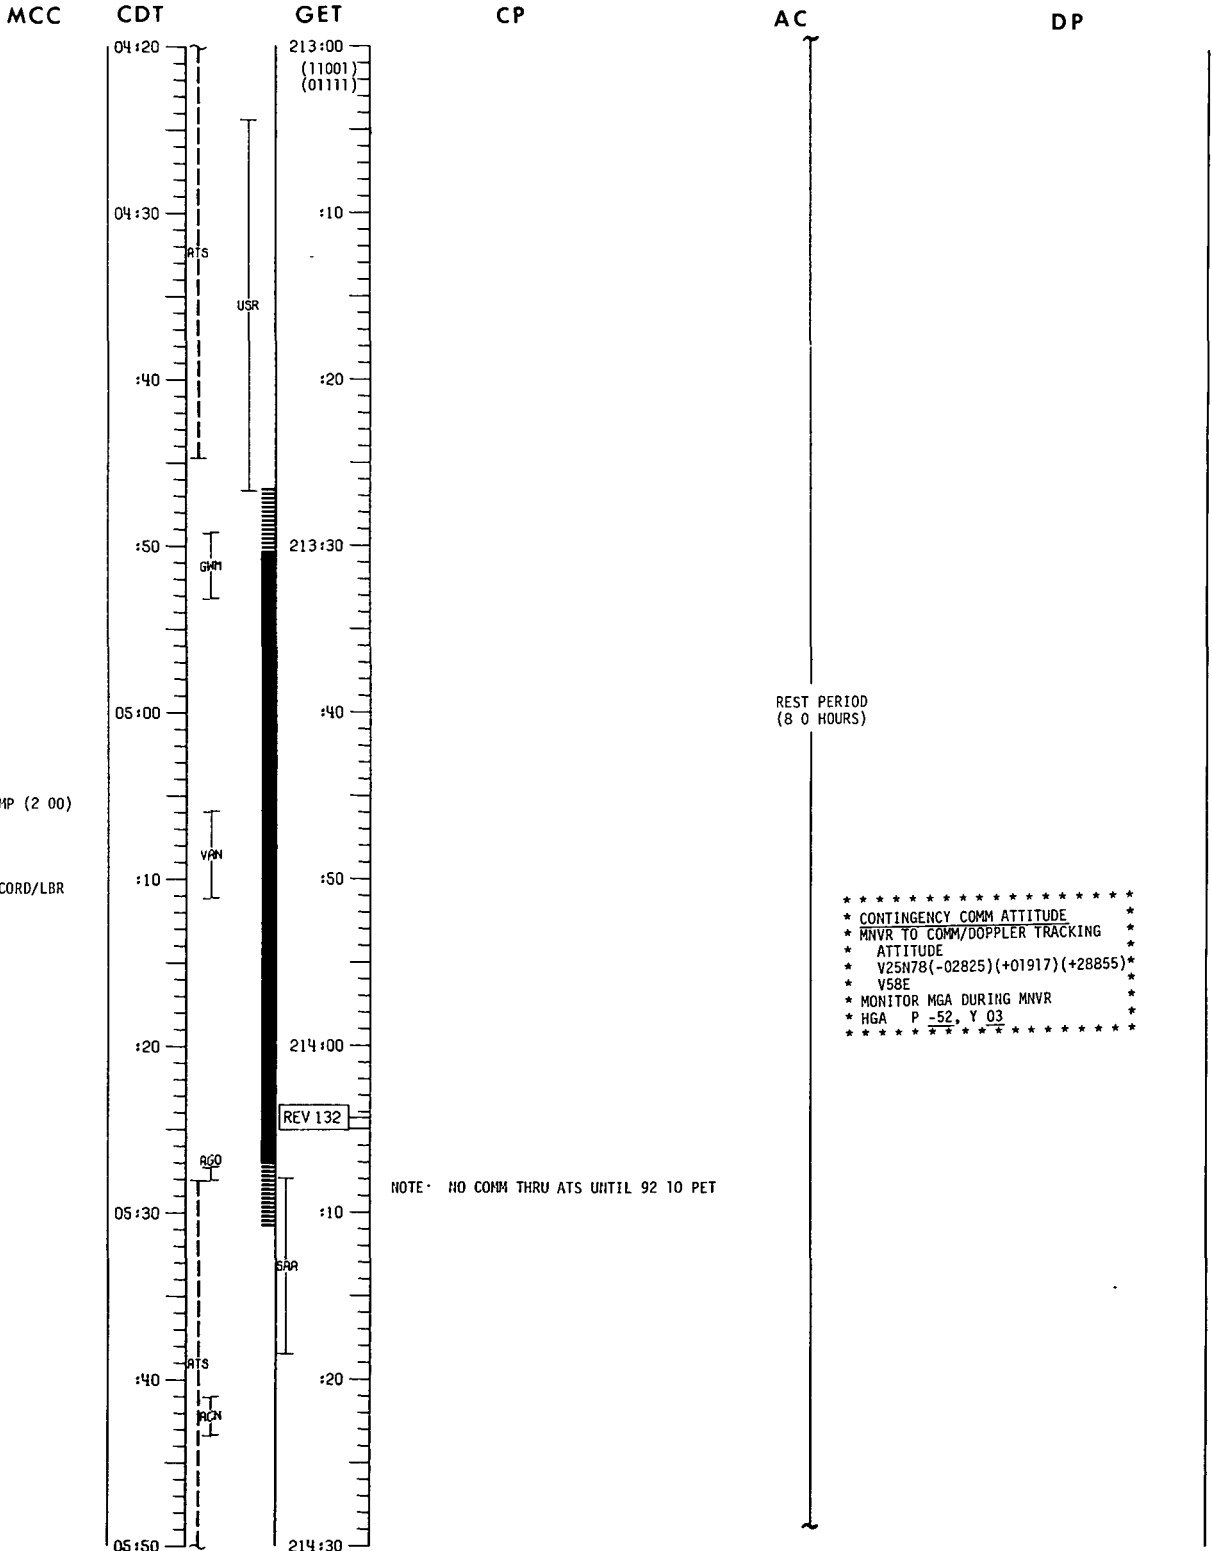 MCC CDT GET CP AC DP
04:20 213:00
(11001)
(01111)
04:30 :10
ATS
USR
:40 :20
:50 213:30
GWM
05:00 :40
REST PERIOD
(8 0 HOURS)
MP (2 00)
VAN
:10 :50
CORD/LBR
* * * * * * * * * * * * * * * * * *
* CONTINGENCY COMM ATTITUDE *
* MNVR TO COMM/DOPPLER TRACKING *
* ATTITUDE *
* V25N78(-02825)(+01917)(+28855)*
* V58E *
* MONITOR MGA DURING MNVR *
* HGA P -52, Y 03 *
* * * * * * * * * * * * * * * * * *
:20 214:00
REV 132
AGO
NOTE· NO COMM THRU ATS UNTIL 92 10 PET
05:30 :10
SAA
ATS
:40 :20
ACN
05:50 214:30